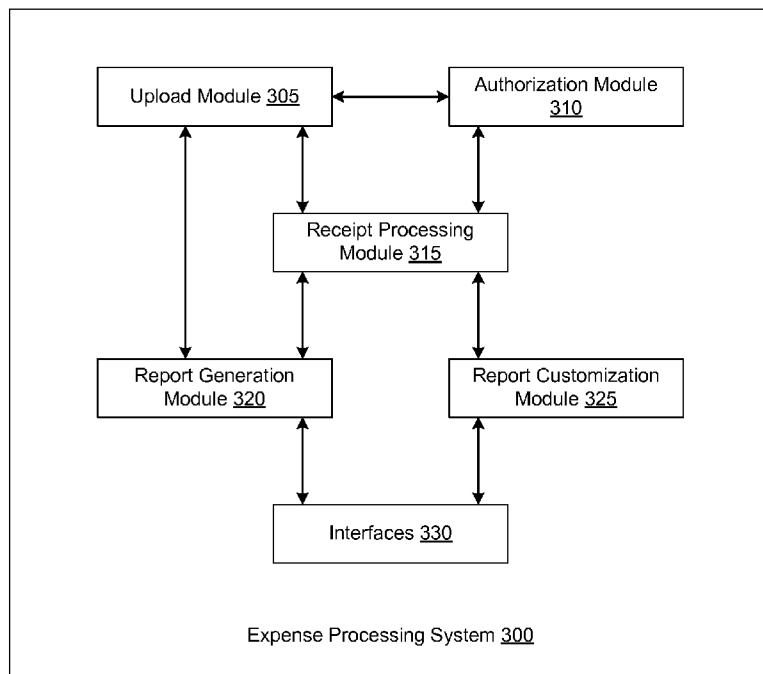 Upload Module 305
Authorization Module
310
Receipt Processing
Module 315
Report Generation
Module 320
Report Customization
Module 325
Interfaces 330
Expense Processing System 300